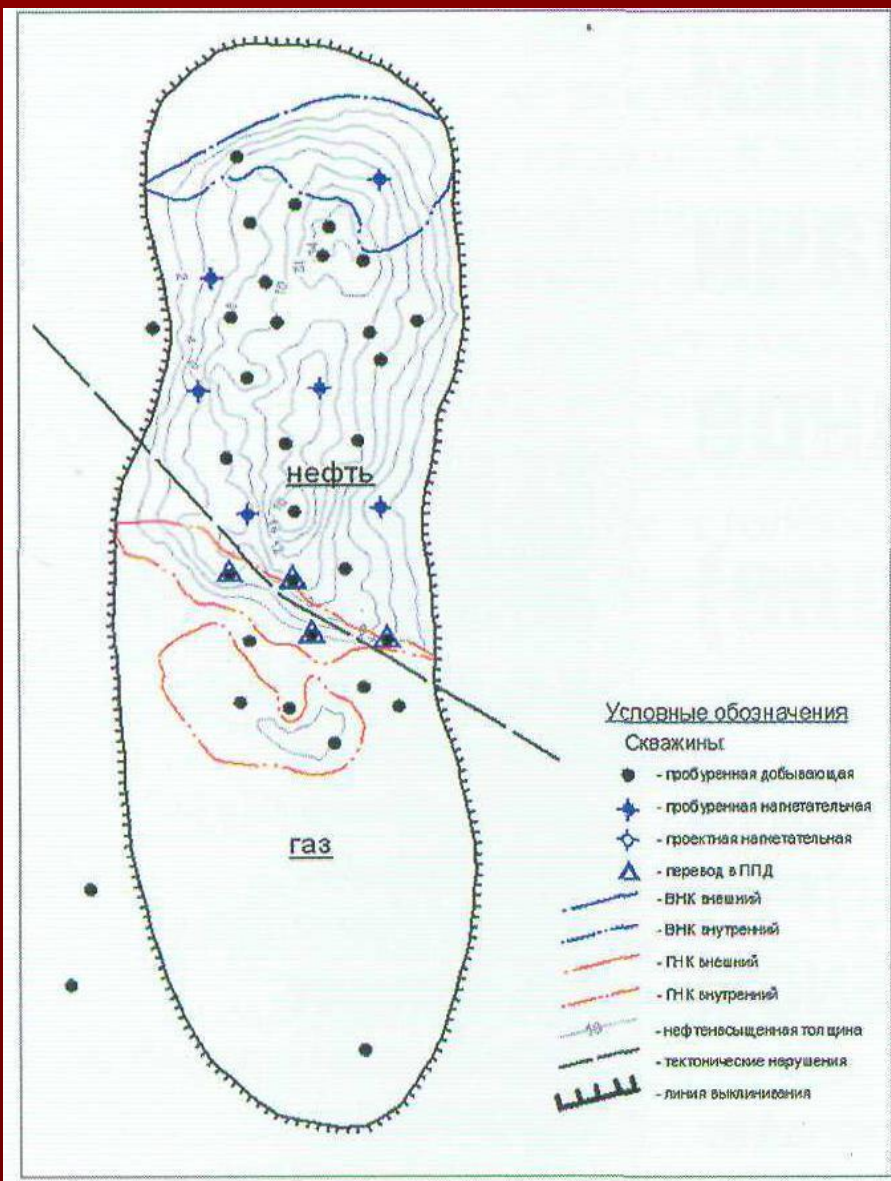 нефть
газ
Условные обозначения
Скважины:
- пробуренная добывающая
- пробуренная нагнетательная
- проектная нагнетательная
- перевод в ППД
- ВНК внешний
- ВНК внутренний
- ГНК внешний
- ГНК внутренний
10
- нефтенасыщенная толщина
- тектонические нарушения
- линия выклинивания